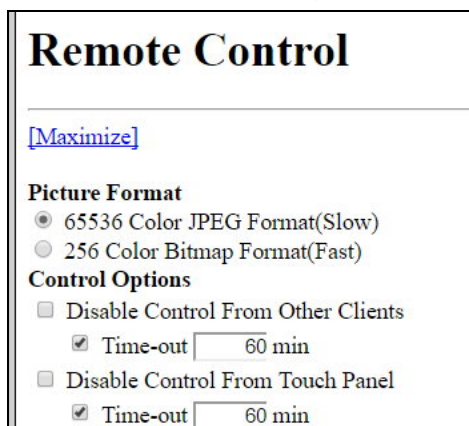 Remote Control
[Maximize]
Picture Format
65536 Color JPEG Format(Slow)
256 Color Bitmap Format(Fast)
Control Options
Disable Control From Other Clients
Time-out 60 min
Disable Control From Touch Panel
Time-out 60 min